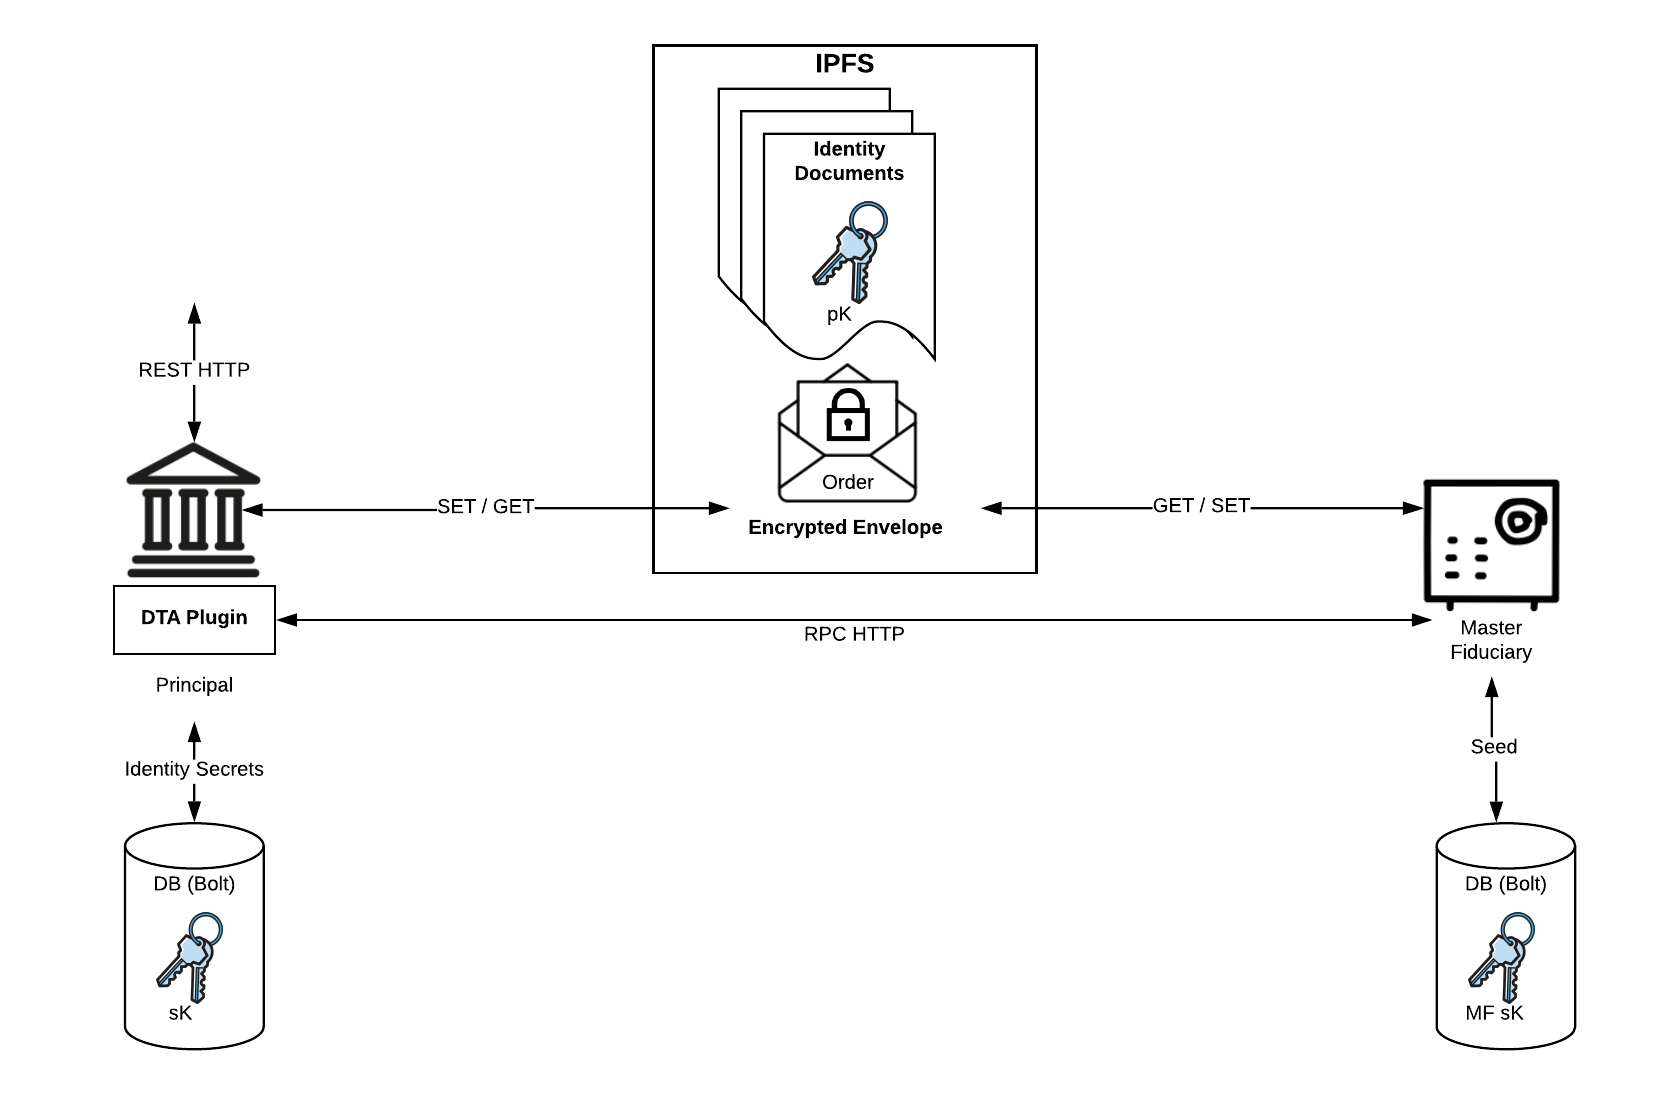 IPFS
Identity
Documents
pK
REST HTTP
Order
SET / GET
GET / SET
Encrypted Envelope
DTA Plugin
RPC HTTP
Master
Fiduciary
Principal
Identity Secrets
Seed
DB (Bolt)
sK
DB (Bolt)
MF sK